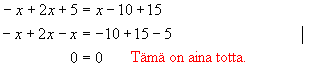 − x + 2x + 5 = x − 10 + 15
− x + 2x − x = −10 + 15 − 5
0 = 0 Tämä on aina totta.